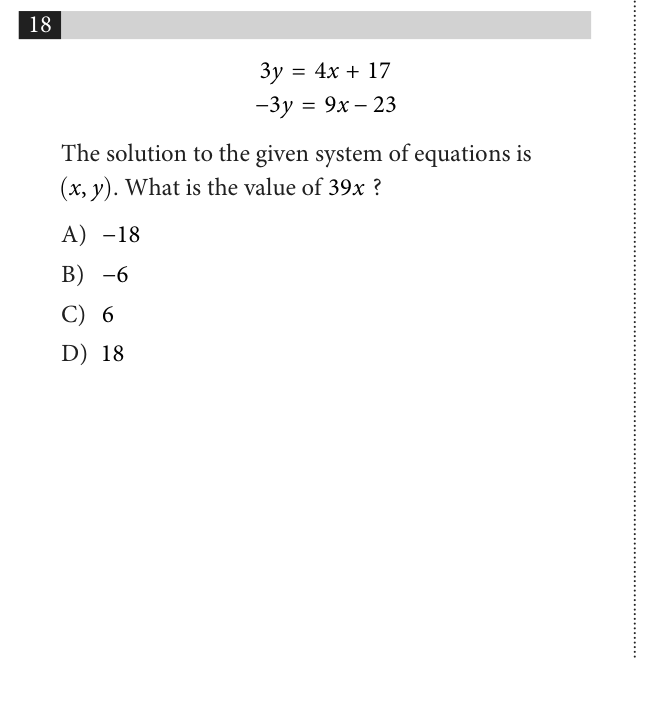 18
3y = 4x + 17
−3y = 9x − 23
The solution to the given system of equations is
(x, y). What is the value of 39x ?
A) −18
B) −6
C) 6
D) 18